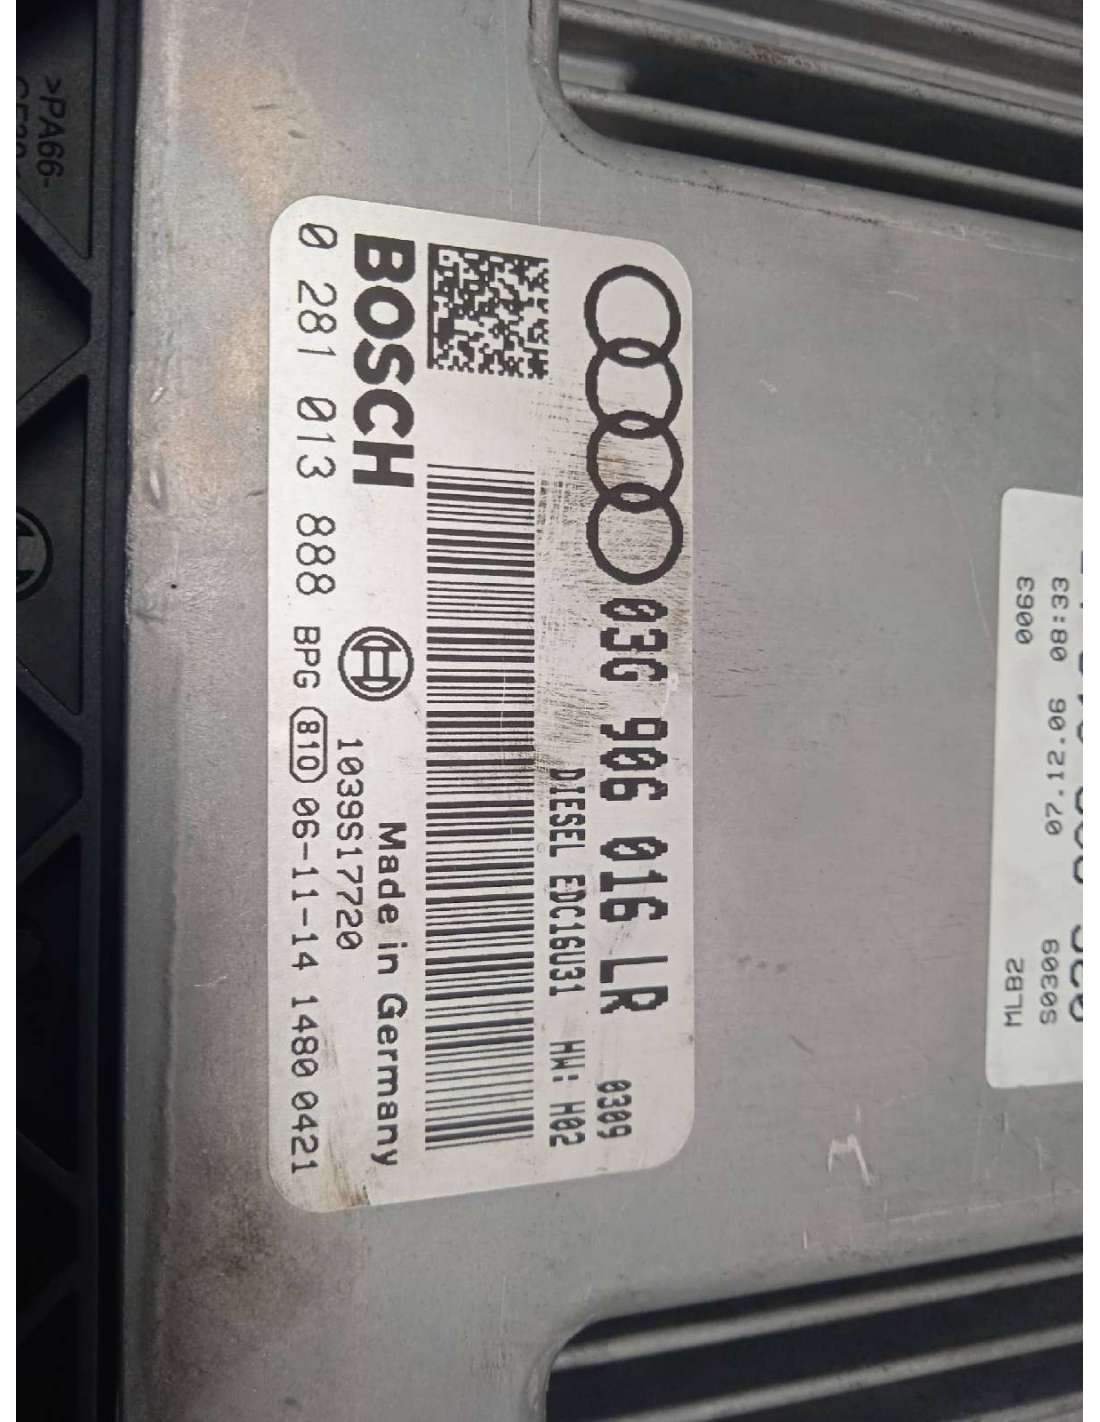 03G 906 016 LR 0309
DIESEL EDC16U31 HW: H02
BOSCH
Made in Germany
1039S17720
0 281 013 888 BPG 810 06-11-14 1480 0421
MLB2 0063
S0309 07.12.06 08:33
>PA66-